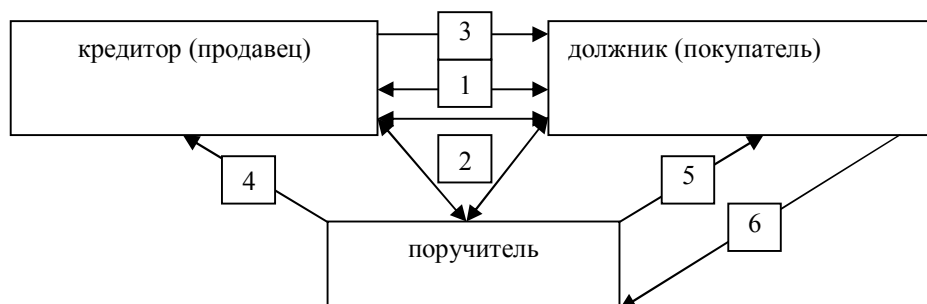 3
кредитор (продавец)
должник (покупатель)
1
2
4
5
6
поручитель